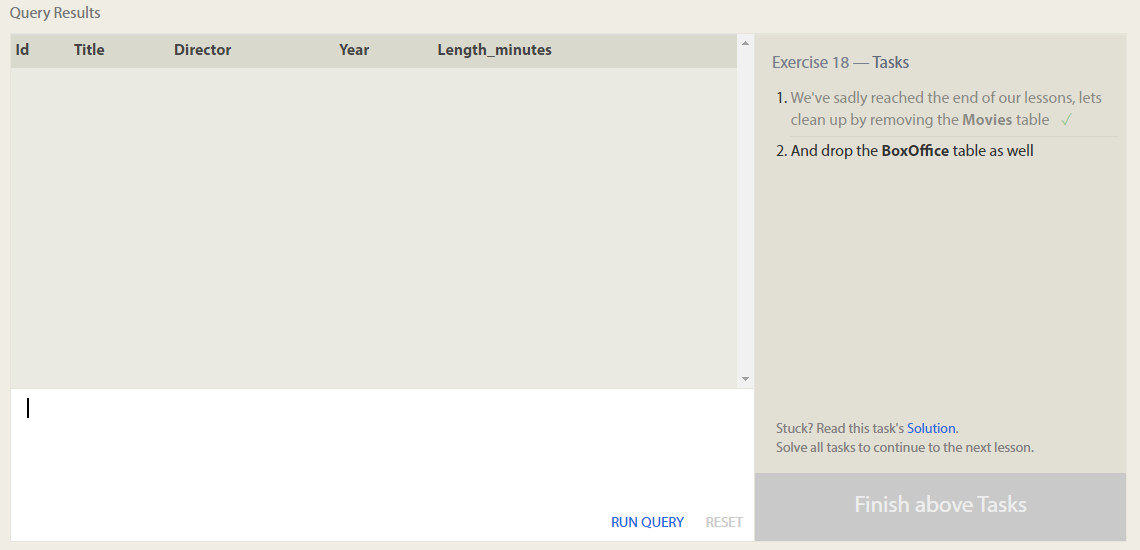 Query Results
Id Title Director Year Length_minutes
Exercise 18 — Tasks
1. We've sadly reached the end of our lessons, lets
clean up by removing the Movies table ✓
2. And drop the BoxOffice table as well
Stuck? Read this task's Solution.
Solve all tasks to continue to the next lesson.
RUN QUERY RESET
Finish above Tasks